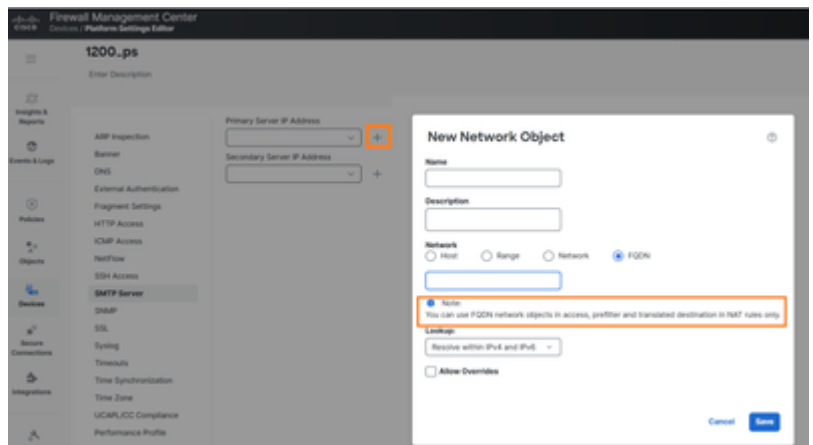 CISCO
Firewall Management Center
Devices / Platform Settings Editor
1200_ps
Enter Description
Insights &
Reports
Events & Logs
Policies
Objects
Devices
Secure
Connections
Integrations
ARP Inspection
Banner
DNS
External Authentication
Fragment Settings
HTTP Access
ICMP Access
NetFlow
SSH Access
SMTP Server
SNMP
SSL
Syslog
Timeouts
Time Synchronization
Time Zone
UCAPL/CC Compliance
Performance Profile
Primary Server IP Address
Secondary Server IP Address
New Network Object
Name
Description
Network
Host Range Network FQDN
Note:
You can use FQDN network objects in access, prefilter and translated destination in NAT rules only.
Lookup:
Resolve within IPv4 and IPv6
Allow Overrides
Cancel Save